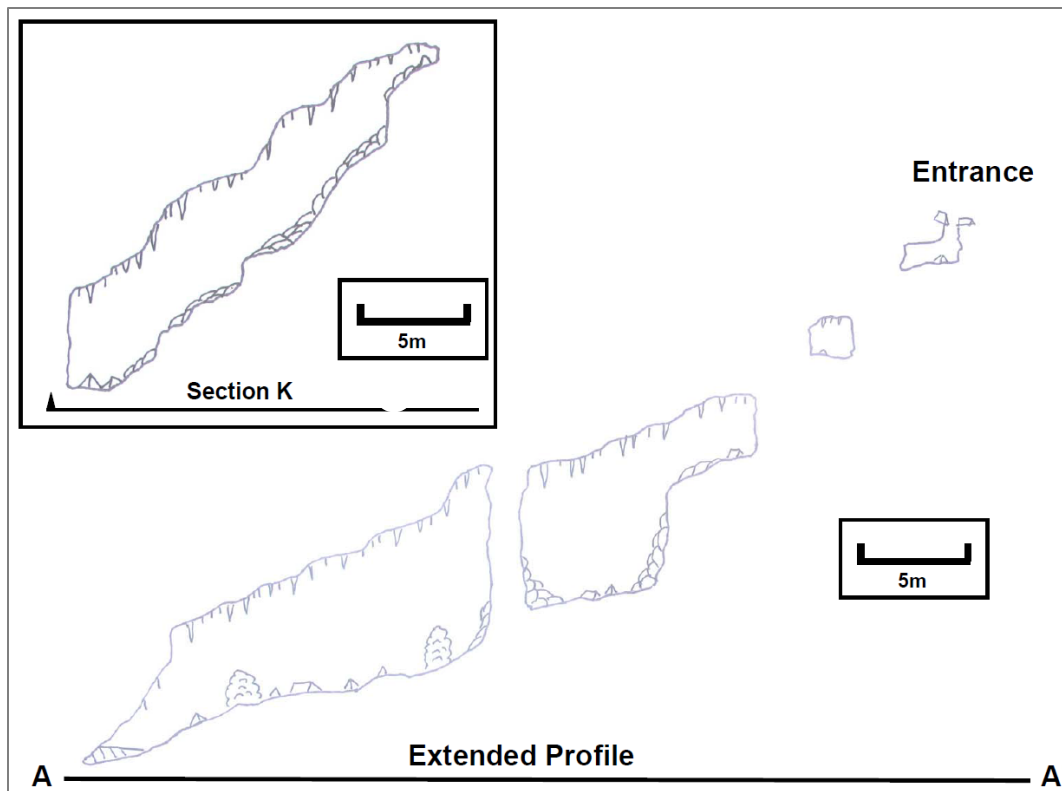 5m
Section K
Entrance
5m
Extended Profile
A A